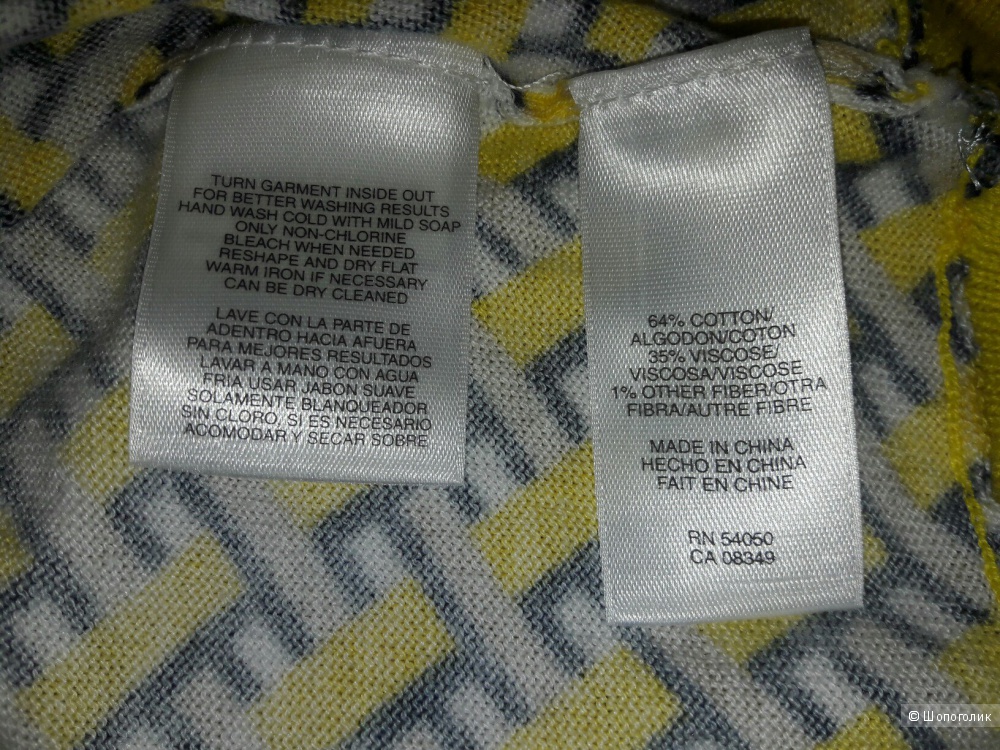 TURN GARMENT INSIDE OUT
FOR BETTER WASHING RESULTS
HAND WASH COLD WITH MILD SOAP
ONLY NON-CHLORINE
BLEACH WHEN NEEDED
RESHAPE AND DRY FLAT
WARM IRON IF NECESSARY
CAN BE DRY CLEANED
LAVE CON LA PARTE DE
ADENTRO HACIA AFUERA
PARA MEJORES RESULTADOS
LAVAR A MANO CON AGUA
FRIA USAR JABON SUAVE
SOLAMENTE BLANQUEADOR
SIN CLORO, SI ES NECESARIO
ACOMODAR Y SECAR SOBRE
64% COTTON/
ALGODON/COTON
35% VISCOSE/
VISCOSA/VISCOSE
1% OTHER FIBER/OTRA
FIBRA/AUTRE FIBRE
MADE IN CHINA
HECHO EN CHINA
FAIT EN CHINE
RN 54050
CA 08349
© Шопоголик